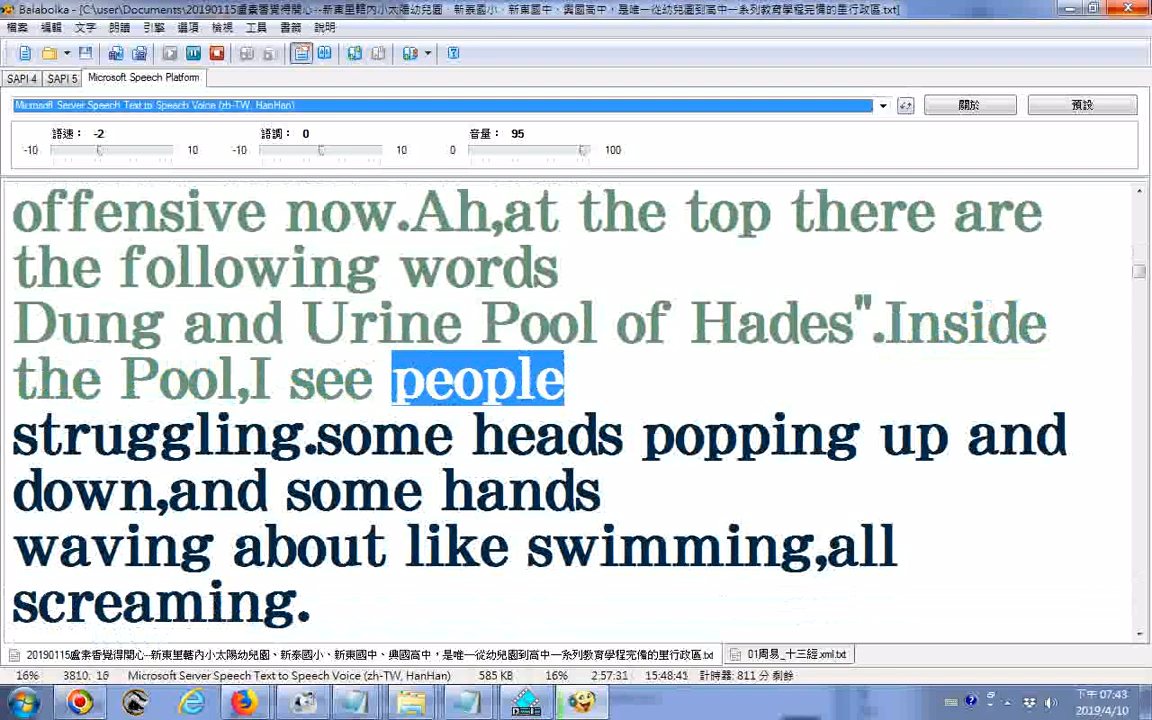 Balabolka - [C:\user\Documents\20190115盧素香覺得開心--新東里轄內小太陽幼兒園、新泰國小、新東國中、興國高中，是唯一從幼兒園到高中一系列教育學程完備的里行政區.txt]
檔案 編輯 文字 朗讀 引擎 選項 檢視 工具 書籤 說明
SAPI 4 SAPI 5 Microsoft Speech Platform
Microsoft Server Speech Text to Speech Voice (zh-TW, HanHan) 關於 預設
語速： -2 語調： 0 音量： 95
-10 10 -10 10 0 100
offensive now.Ah,at the top there are
the following words
Dung and Urine Pool of Hades".Inside
the Pool,I see people
struggling.some heads popping up and
down,and some hands
waving about like swimming,all
screaming.
20190115盧素香覺得開心--新東里轄內小太陽幼兒園、新泰國小、新東國中、興國高中，是唯一從幼兒園到高中一系列教育學程完備的里行政區.txt 01周易_十三經.xml.txt
16% 3810, 16 Microsoft Server Speech Text to Speech Voice (zh-TW, HanHan) 585 KB 16% 2:57:31 15:48:41 計時器: 811 分 剩餘
下午 07:43
2019/4/10